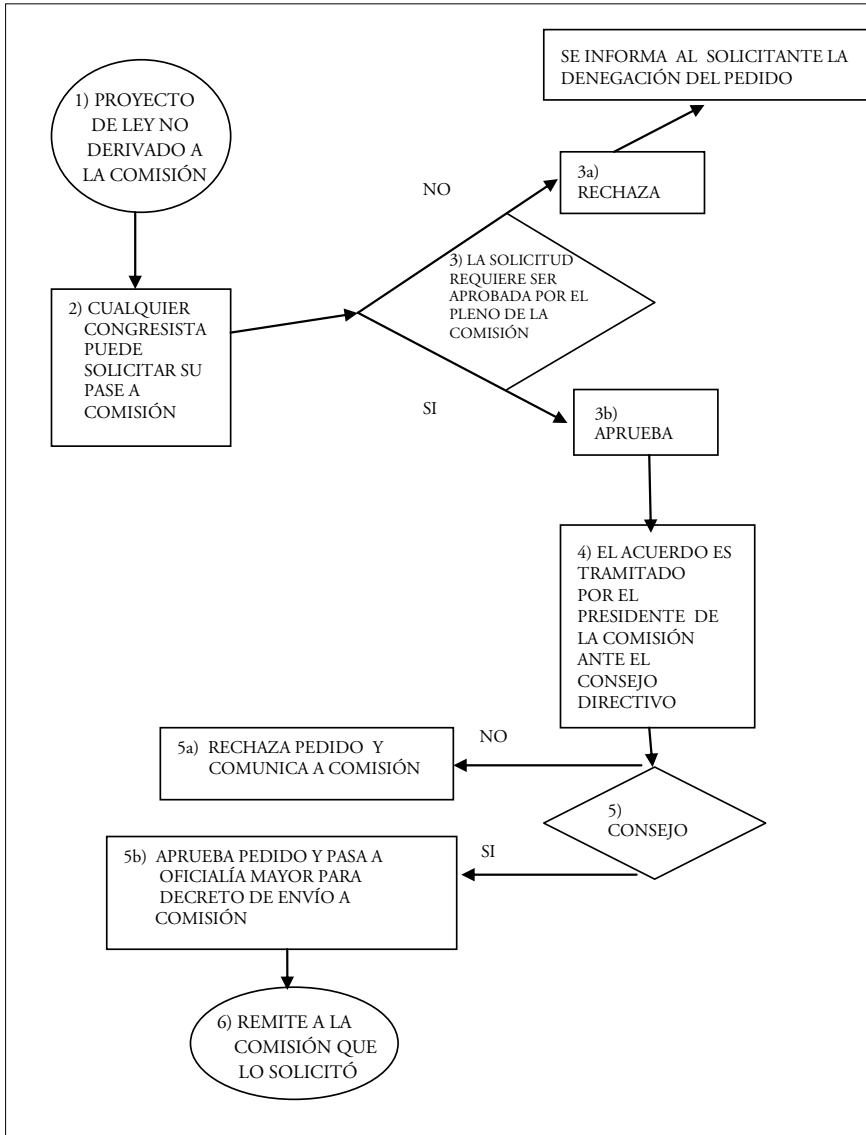 1) PROYECTO
DE LEY NO
DERIVADO A
LA COMISIÓN
2) CUALQUIER
CONGRESISTA
PUEDE
SOLICITAR SU
PASE A
COMISIÓN
NO
3) LA SOLICITUD
REQUIERE SER
APROBADA POR EL
PLENO DE LA
COMISIÓN
SI
3a)
RECHAZA
SE INFORMA AL SOLICITANTE LA
DENEGACIÓN DEL PEDIDO
3b)
APRUEBA
4) EL ACUERDO ES
TRAMITADO
POR EL
PRESIDENTE DE
LA COMISIÓN
ANTE EL
CONSEJO
DIRECTIVO
5)
CONSEJO
NO
5a) RECHAZA PEDIDO Y
COMUNICA A COMISIÓN
SI
5b) APRUEBA PEDIDO Y PASA A
OFICIALÍA MAYOR PARA
DECRETO DE ENVÍO A
COMISIÓN
6) REMITE A LA
COMISIÓN QUE
LO SOLICITÓ